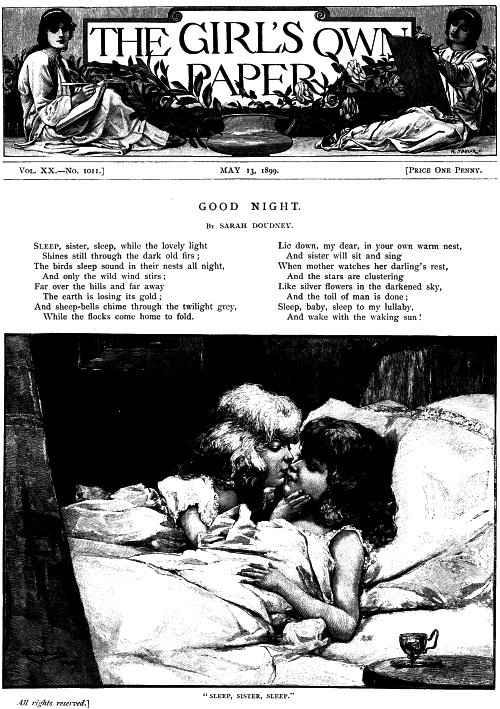 THE GIRL'S OWN
PAPER
VOL. XX.—No. 1011.] MAY 13, 1899. [PRICE ONE PENNY.
GOOD NIGHT.
BY SARAH DOUDNEY.
SLEEP, sister, sleep, while the lovely light
Shines still through the dark old firs;
The birds sleep sound in their nests all night,
And only the wild wind stirs;
Far over the hills and far away
The earth is losing its gold;
And sheep-bells chime through the twilight grey,
While the flocks come home to fold.
Lie down, my dear, in your own warm nest,
And sister will sit and sing
When mother watches her darling's rest,
And the stars are clustering
Like silver flowers in the darkened sky,
And the toil of man is done;
Sleep, baby, sleep to my lullaby,
And wake with the waking sun!
"SLEEP, SISTER, SLEEP."
All rights reserved.]